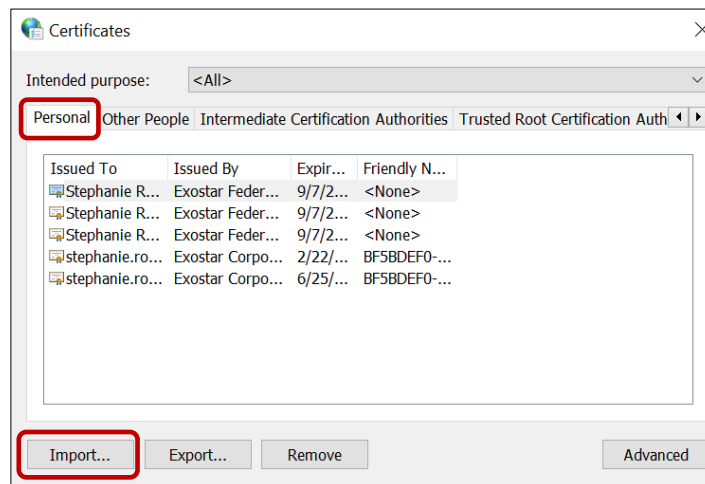 Certificates
Intended purpose: <All>
Personal Other People Intermediate Certification Authorities Trusted Root Certification Auth
Issued To Issued By Expir... Friendly N...
Stephanie R... Exostar Feder... 9/7/2... <None>
Stephanie R... Exostar Feder... 9/7/2... <None>
Stephanie R... Exostar Feder... 9/7/2... <None>
stephanie.ro... Exostar Corpo... 2/22/... BF5BDEF0-...
stephanie.ro... Exostar Corpo... 6/25/... BF5BDEF0-...
Import... Export... Remove Advanced